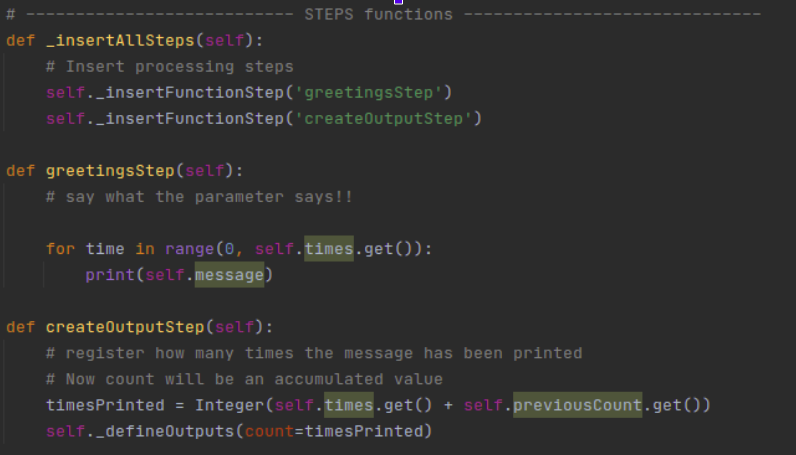 # --------------------------- STEPS functions ------------------------------
def _insertAllSteps(self):
    # Insert processing steps
    self._insertFunctionStep('greetingsStep')
    self._insertFunctionStep('createOutputStep')

def greetingsStep(self):
    # say what the parameter says!!

    for time in range(0, self.times.get()):
        print(self.message)

def createOutputStep(self):
    # register how many times the message has been printed
    # Now count will be an accumulated value
    timesPrinted = Integer(self.times.get() + self.previousCount.get())
    self._defineOutputs(count=timesPrinted)